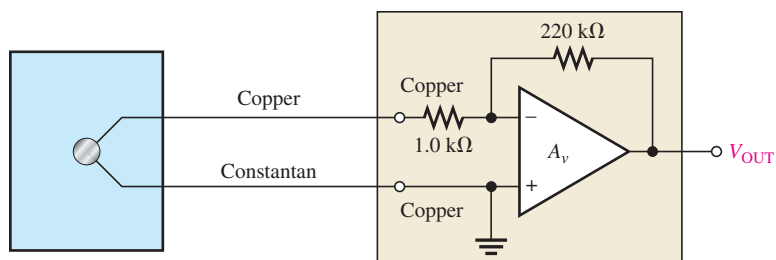 220 kΩ
Copper
Copper
1.0 kΩ
−
A_v
V_OUT
Constantan
+
Copper